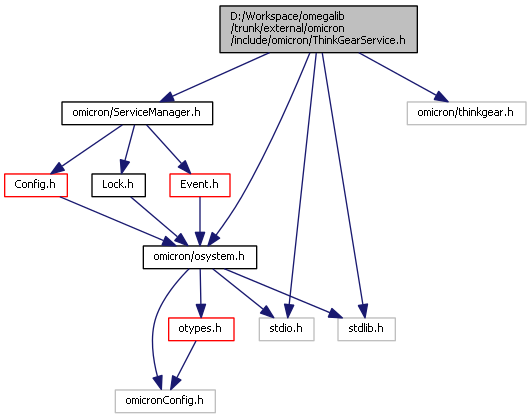 D:/Workspace/omegalib
/trunk/external/omicron
/include/omicron/ThinkGearService.h
omicron/ServiceManager.h
omicron/thinkgear.h
Config.h
Lock.h
Event.h
omicron/osystem.h
otypes.h
stdio.h
stdlib.h
omicronConfig.h